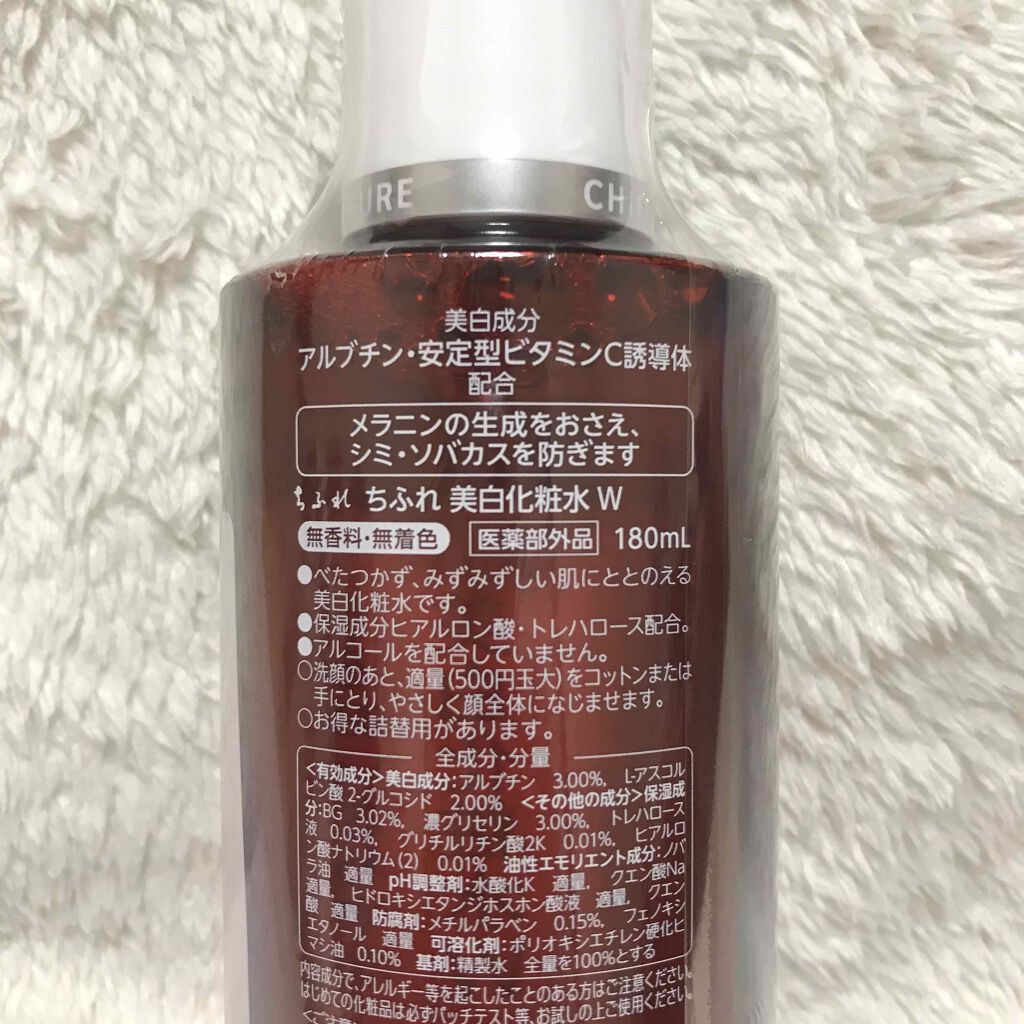 URE CH
美白成分
アルブチン・安定型ビタミンC誘導体
配合
メラニンの生成をおさえ、
シミ・ソバカスを防ぎます
ちふれ ちふれ 美白化粧水 W
無香料・無着色 医薬部外品 180mL
●べたつかず、みずみずしい肌にととのえる
美白化粧水です。
●保湿成分ヒアルロン酸・トレハロース配合。
●アルコールを配合していません。
○洗顔のあと、適量(500円玉大)をコットンまたは
手にとり、やさしく顔全体になじませます。
○お得な詰替用があります。
全成分・分量
<有効成分>美白成分:アルブチン 3.00%, L-アスコル
ビン酸 2-グルコシド 2.00% <その他の成分>保湿成
分:BG 3.02%, 濃グリセリン 3.00%, トレハロース
液 0.03%, グリチルリチン酸2K 0.01%, ヒアルロ
ン酸ナトリウム(2) 0.01% 油性エモリエント成分:ノバ
ラ油 適量 pH調整剤:水酸化K 適量, クエン酸Na
適量, ヒドロキシエタンジホスホン酸液 適量, クエン
酸 適量 防腐剤:メチルパラベン 0.15%, フェノキシ
エタノール 適量 可溶化剤:ポリオキシエチレン硬化ヒ
マシ油 0.10% 基剤:精製水 全量を100%とする
内容成分で、アレルギー等を起こしたことのある方はご注意ください。
はじめての化粧品は必ずパッチテスト等、お試しの上ご使用ください。